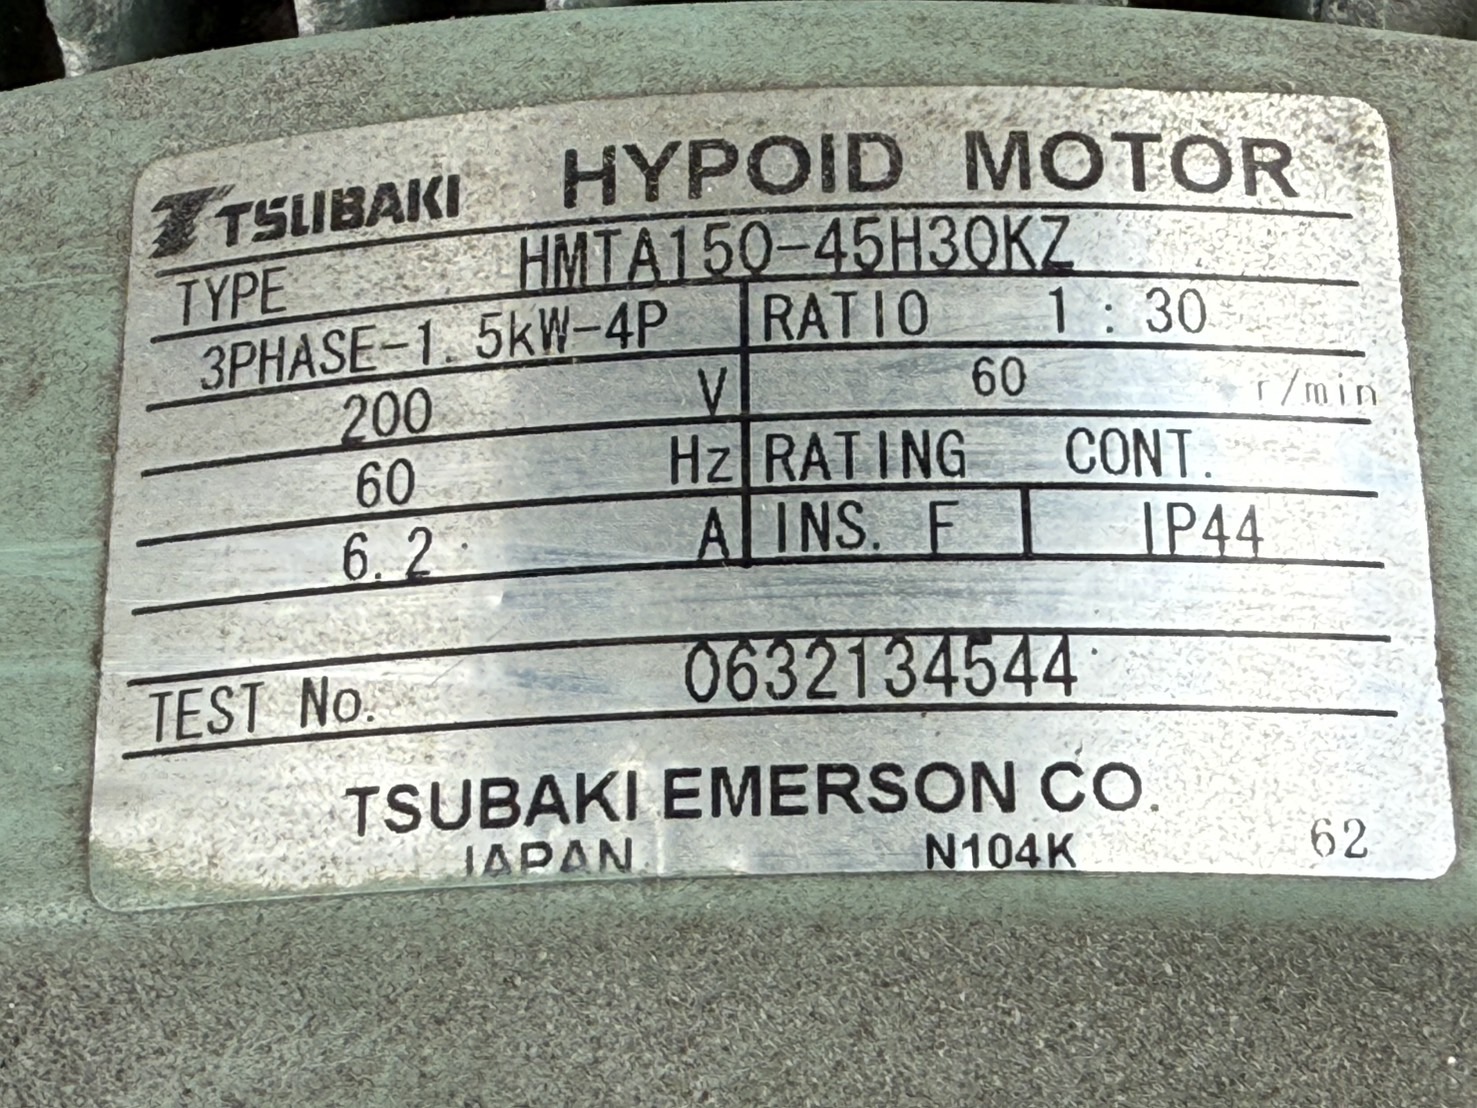 TSUBAKI HYPOID MOTOR
TYPE HMTA150-45H30KZ
3PHASE-1.5kW-4P RATIO 1:30
200 V 60 r/min
60 Hz RATING CONT.
6.2 A INS. F IP44
TEST No. 0632134544
TSUBAKI EMERSON CO.
JAPAN N104K 62